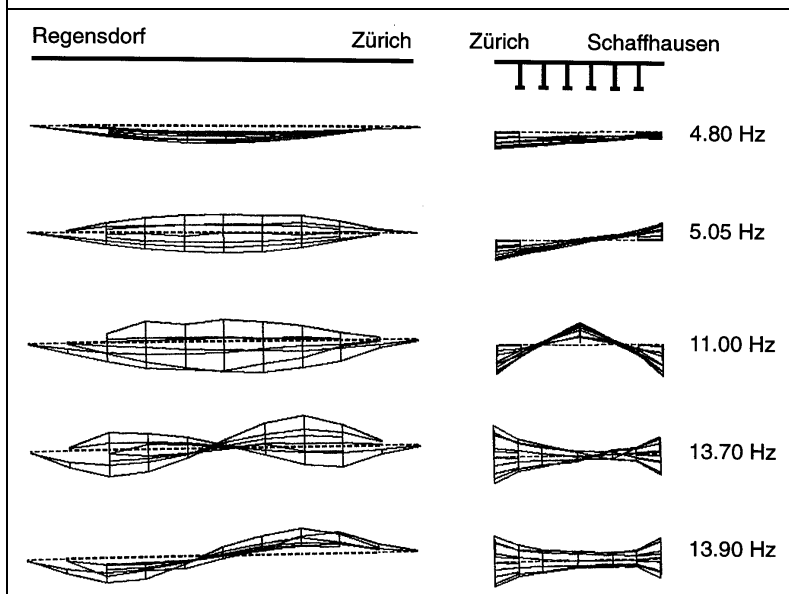 Regensdorf Zürich Zürich Schaffhausen
4.80 Hz
5.05 Hz
11.00 Hz
13.70 Hz
13.90 Hz